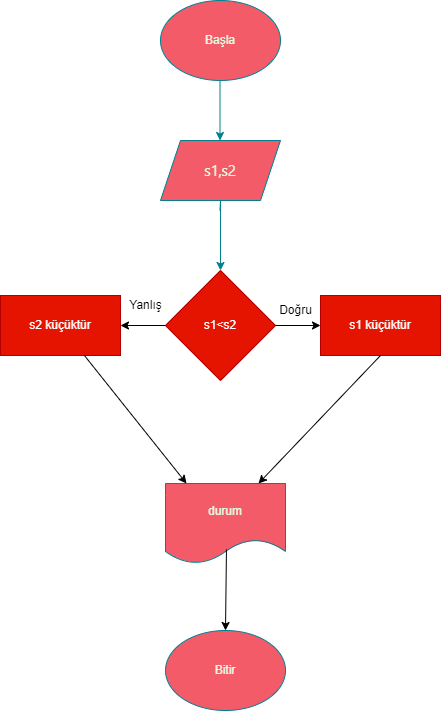 Başla
s1,s2
Yanlış
Doğru
s2 küçüktür
s1<s2
s1 küçüktür
durum
Bitir